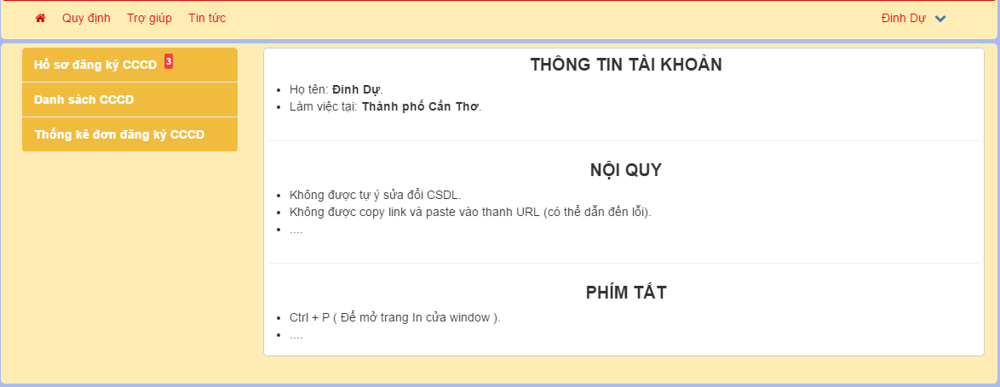 Quy định Trợ giúp Tin tức Đinh Dự
Hồ sơ đăng ký CCCD 3
Danh sách CCCD
Thống kê đơn đăng ký CCCD
THÔNG TIN TÀI KHOẢN
Họ tên: Đinh Dự.
Làm việc tại: Thành phố Cần Thơ.
NỘI QUY
Không được tự ý sửa đổi CSDL.
Không được copy link và paste vào thanh URL (có thể dẫn đến lỗi).
....
PHÍM TẮT
Ctrl + P ( Để mở trang In cửa window ).
....